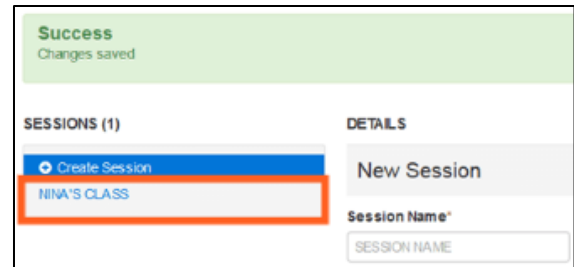 Success
Changes saved
SESSIONS (1)
Create Session
NINA'S CLASS
DETAILS
New Session
Session Name*
SESSION NAME